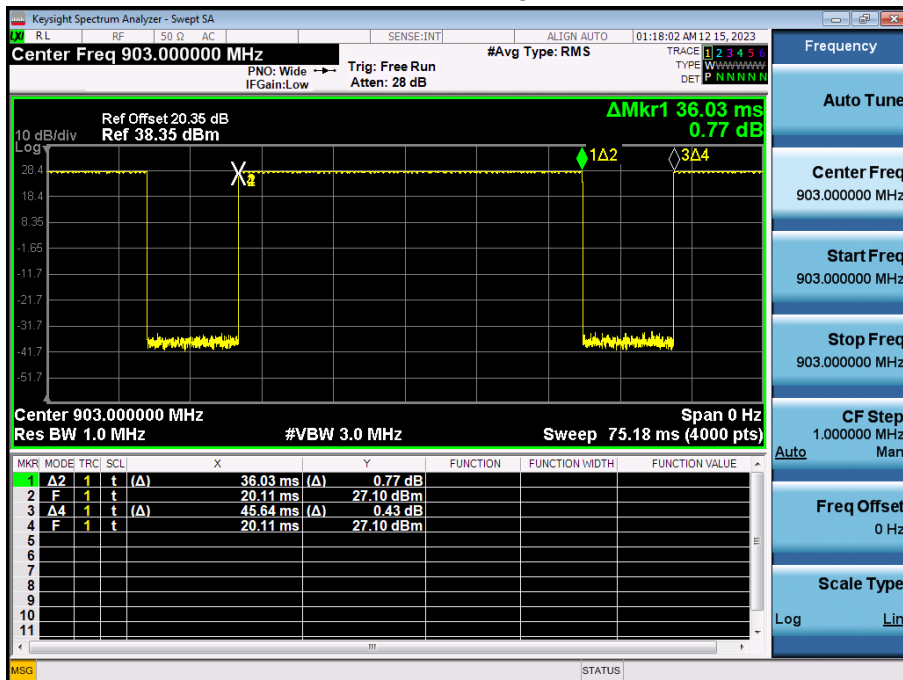 Keysight Spectrum Analyzer - Swept SA
LXI RL RF 50 Ω AC SENSE:INT ALIGN AUTO 01:18:02 AM 12 15, 2023
Center Freq 903.000000 MHz #Avg Type: RMS TRACE 1 2 3 4 5 6
PNO: Wide Trig: Free Run TYPE WWWWWW
IFGain:Low Atten: 28 dB DET P N N N N N
Frequency
Auto Tune
Center Freq
903.000000 MHz
Start Freq
903.000000 MHz
Stop Freq
903.000000 MHz
CF Step
1.000000 MHz
Auto Man
Freq Offset
0 Hz
Scale Type
Log Lin
ΔMkr1 36.03 ms
0.77 dB
Ref Offset 20.35 dB
10 dB/div Ref 38.35 dBm
Log
1Δ2 3Δ4
28.4
18.4
8.35
-1.65
-11.7
-21.7
-31.7
-41.7
-51.7
Center 903.000000 MHz Span 0 Hz
Res BW 1.0 MHz #VBW 3.0 MHz Sweep 75.18 ms (4000 pts)
MKR MODE TRC SCL X Y FUNCTION FUNCTION WIDTH FUNCTION VALUE
1 Δ2 1 t (Δ) 36.03 ms (Δ) 0.77 dB
2 F 1 t 20.11 ms 27.10 dBm
3 Δ4 1 t (Δ) 45.64 ms (Δ) 0.43 dB
4 F 1 t 20.11 ms 27.10 dBm
5
6
7
8
9
10
11
MSG STATUS